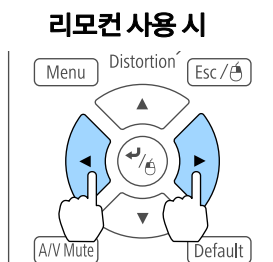 리모컨 사용 시
Distortion
Menu
Esc/
A/V Mute
Default